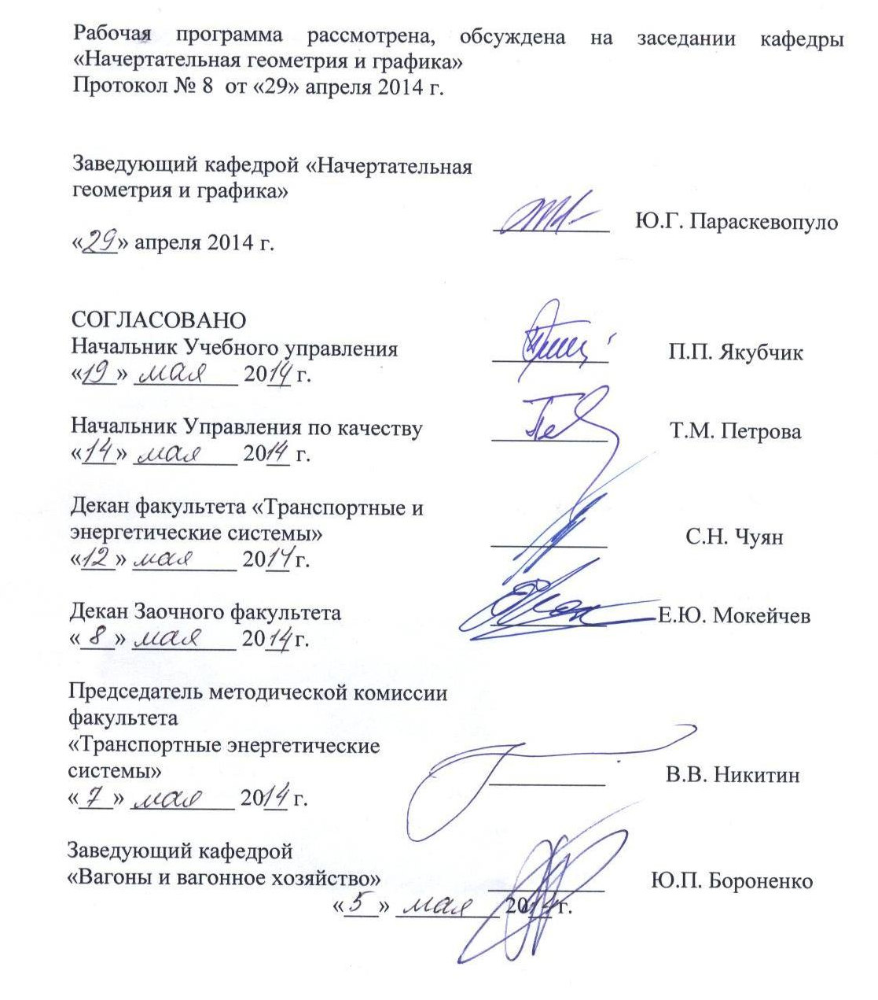 Рабочая программа рассмотрена, обсуждена на заседании кафедры
«Начертательная геометрия и графика»
Протокол № 8 от «29» апреля 2014 г.
Заведующий кафедрой «Начертательная
геометрия и графика»
Ю.Г. Параскевопуло
«29» апреля 2014 г.
СОГЛАСОВАНО
Начальник Учебного управления
П.П. Якубчик
«19» мая 2014 г.
Начальник Управления по качеству
Т.М. Петрова
«14» мая 2014 г.
Декан факультета «Транспортные и
энергетические системы»
С.Н. Чуян
«12» мая 2014 г.
Декан Заочного факультета
Е.Ю. Мокейчев
«8» мая 2014 г.
Председатель методической комиссии
факультета
«Транспортные энергетические
системы»
В.В. Никитин
«7» мая 2014 г.
Заведующий кафедрой
«Вагоны и вагонное хозяйство»
Ю.П. Бороненко
«5» мая 2014 г.